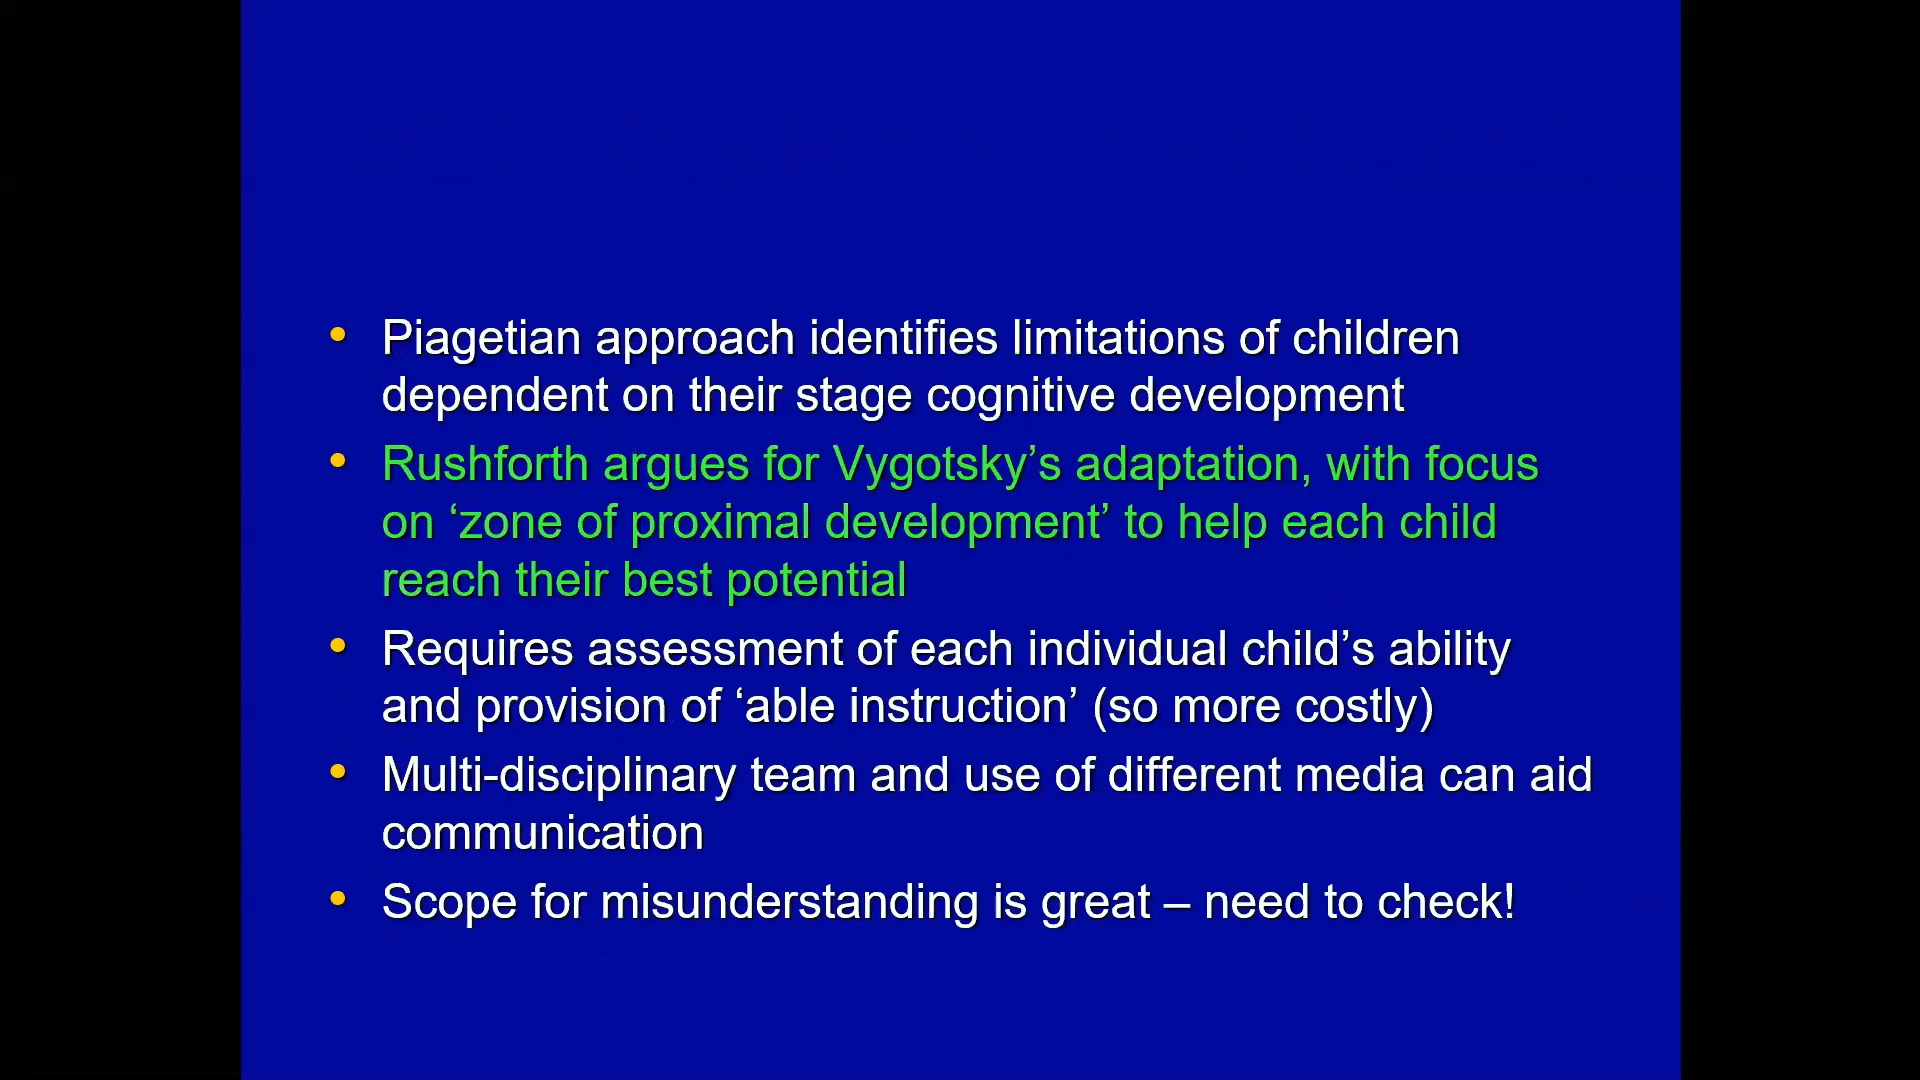 • Piagetian approach identifies limitations of children
dependent on their stage cognitive development
• Rushforth argues for Vygotsky’s adaptation, with focus
on ‘zone of proximal development’ to help each child
reach their best potential
• Requires assessment of each individual child’s ability
and provision of ‘able instruction’ (so more costly)
• Multi-disciplinary team and use of different media can aid
communication
• Scope for misunderstanding is great – need to check!